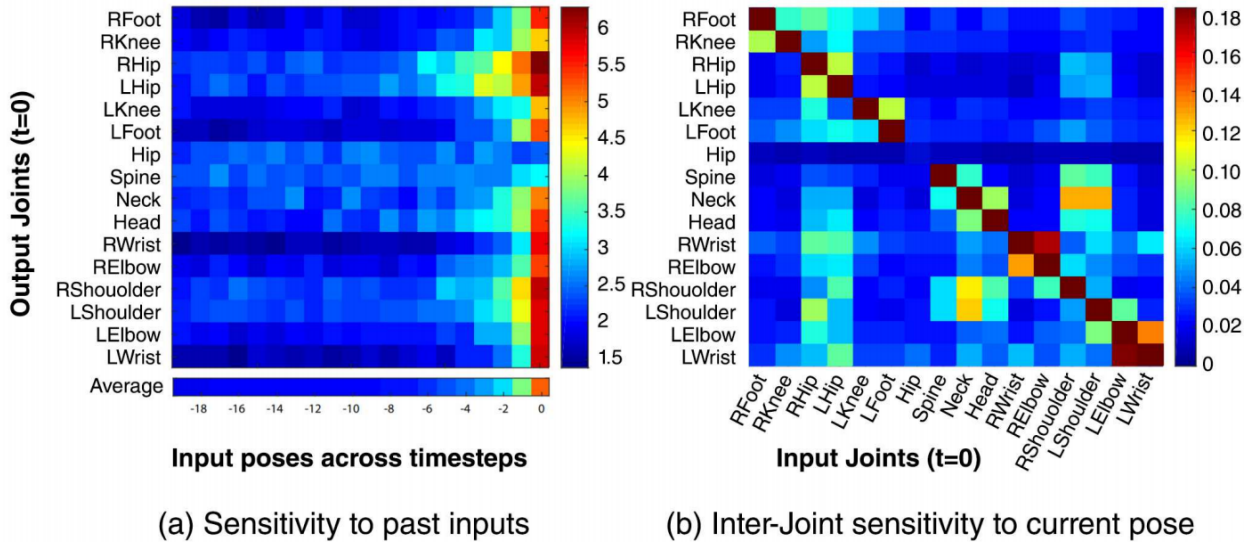 Output Joints (t=0)
RFoot
RKnee
RHip
LHip
LKnee
LFoot
Hip
Spine
Neck
Head
RWrist
RElbow
RShouolder
LShoulder
LElbow
LWrist
Average
-18 -16 -14 -12 -10 -8 -6 -4 -2 0
Input poses across timesteps
6
5.5
5
4.5
4
3.5
3
2.5
2
1.5
(a) Sensitivity to past inputs
RFoot
RKnee
RHip
LHip
LKnee
LFoot
Hip
Spine
Neck
Head
RWrist
RElbow
RShouolder
LShoulder
LElbow
LWrist
RFoot
RKnee
RHip
LHip
LKnee
LFoot
Hip
Spine
Neck
Head
RWrist
RElbow
RShouolder
LShoulder
LElbow
LWrist
Input Joints (t=0)
0.18
0.16
0.14
0.12
0.10
0.08
0.06
0.04
0.02
0
(b) Inter-Joint sensitivity to current pose